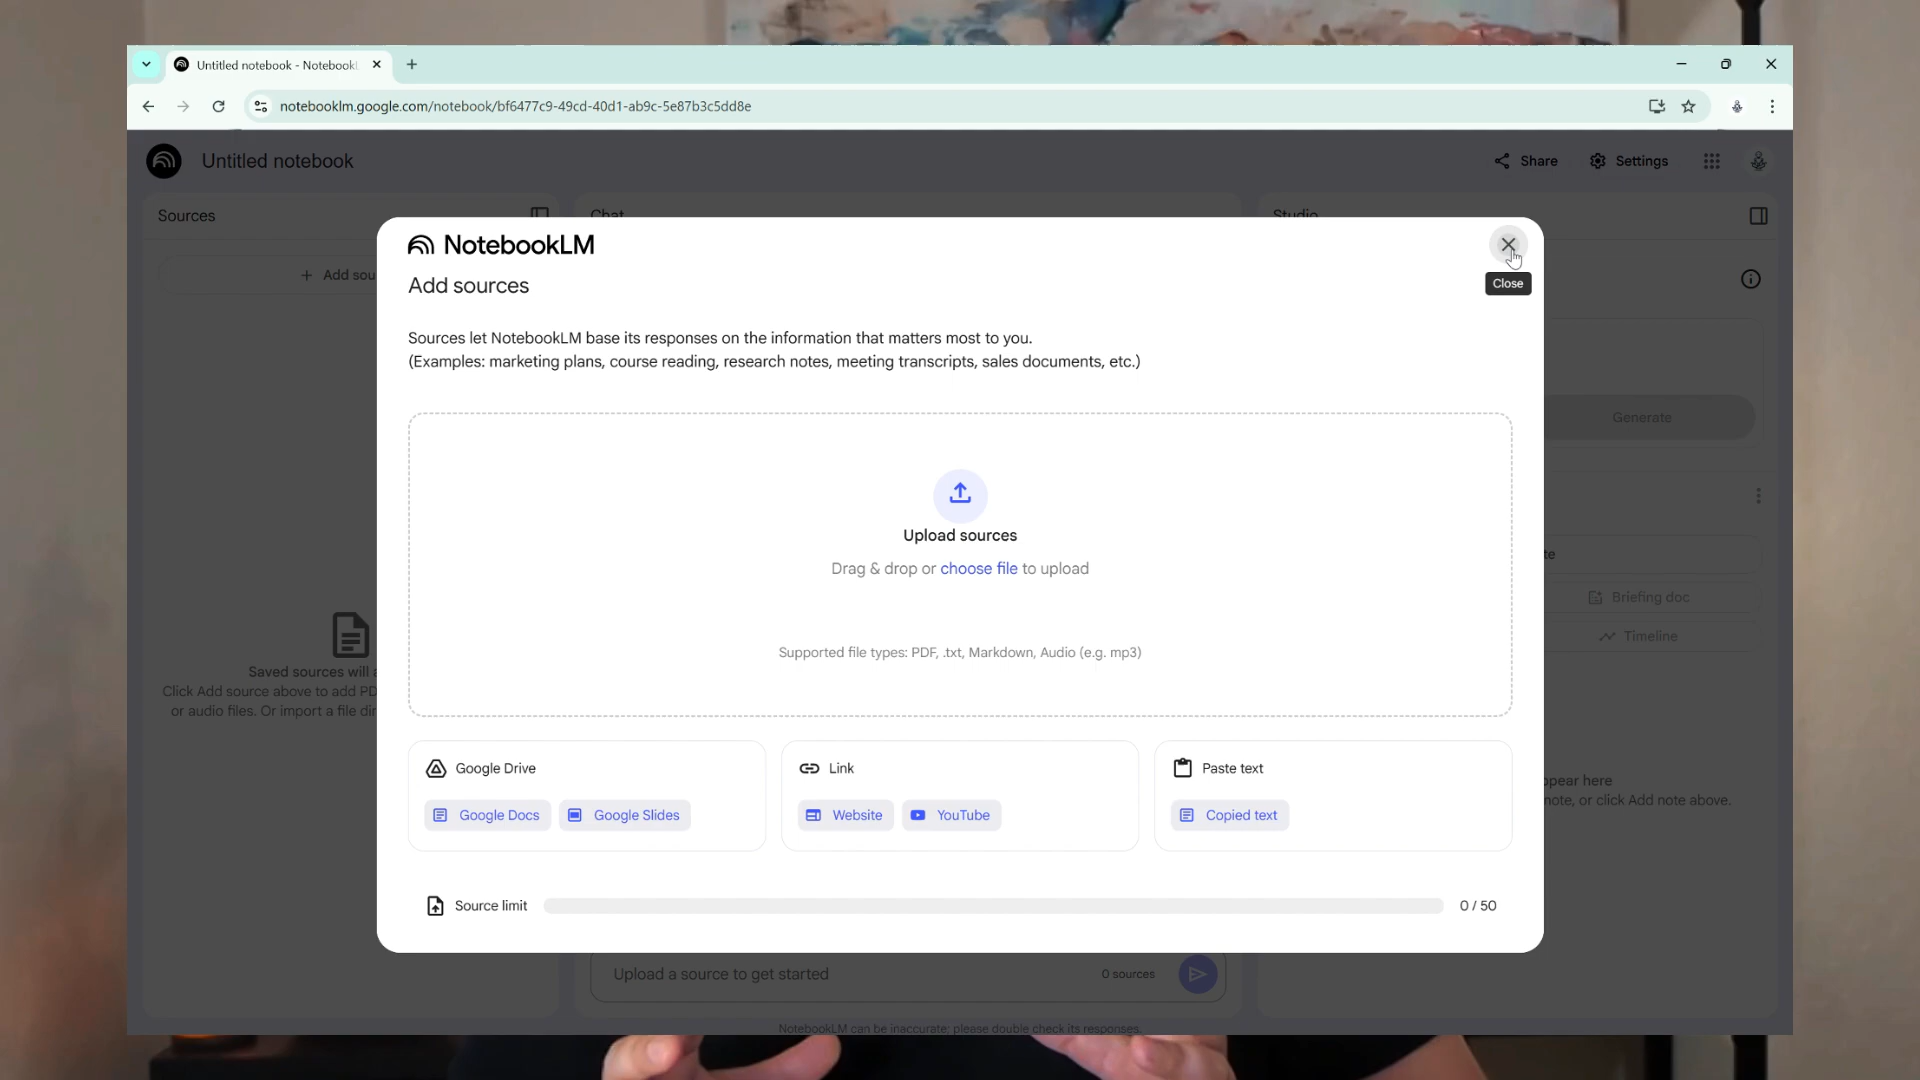 Untitled notebook - Notebook
notebooklm.google.com/notebook/bf6477c9-49cd-40d1-ab9c-5e87b3c5dd8e
Untitled notebook
Share
Settings
Sources
Chat
Studio
Add sou
NotebookLM
Close
Add sources
Sources let NotebookLM base its responses on the information that matters most to you.
(Examples: marketing plans, course reading, research notes, meeting transcripts, sales documents, etc.)
Generate
Upload sources
Drag & drop or choose file to upload
Supported file types: PDF, .txt, Markdown, Audio (e.g. mp3)
te
Briefing doc
Timeline
Saved sources will a
Click Add source above to add PD
or audio files. Or import a file dir
Google Drive
Google Docs
Google Slides
Link
Website
YouTube
Paste text
Copied text
ppear here
note, or click Add note above.
Source limit
0 / 50
Upload a source to get started
0 sources
NotebookLM can be inaccurate; please double check its responses.